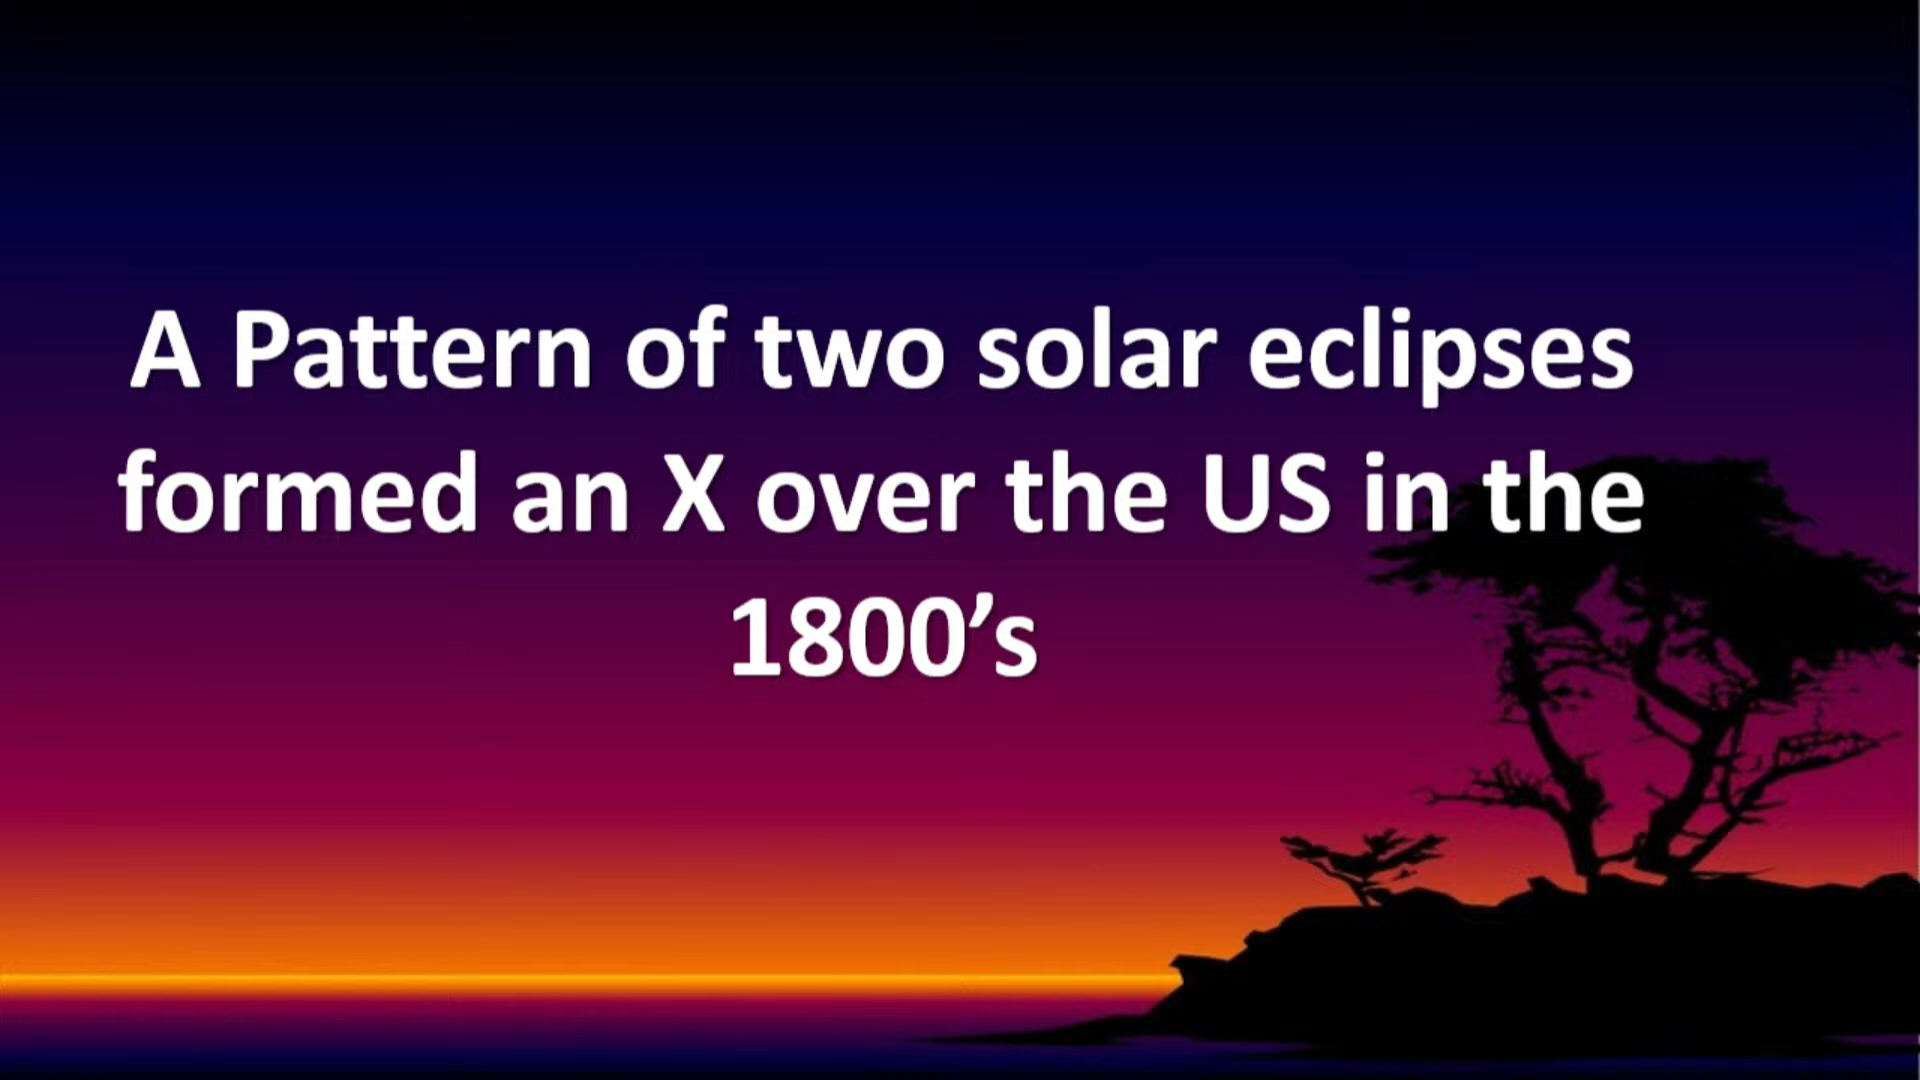 A Pattern of two solar eclipses
formed an X over the US in the
1800’s